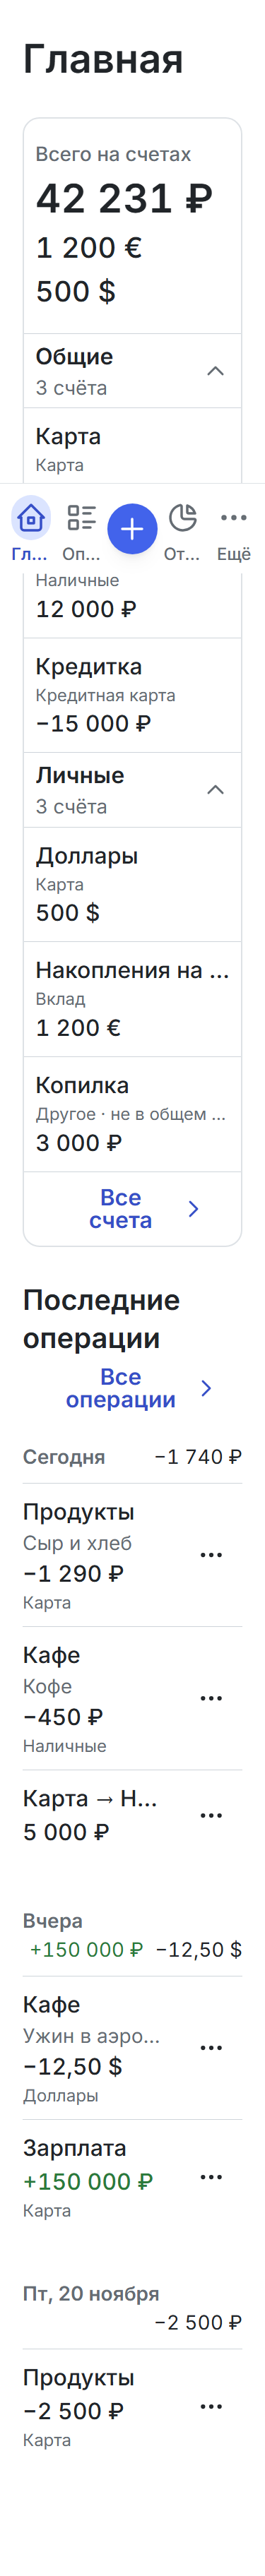 Главная
Всего на счетах
42 231 ₽
1 200 €
500 $
Общие
3 счёта
Карта
Карта
Гл...
Оп...
От...
Ещё
Наличные
12 000 ₽
Кредитка
Кредитная карта
−15 000 ₽
Личные
3 счёта
Доллары
Карта
500 $
Накопления на ...
Вклад
1 200 €
Копилка
Другое · не в общем ...
3 000 ₽
Все
счета
Последние
операции
Все
операции
Сегодня −1 740 ₽
Продукты
Сыр и хлеб
−1 290 ₽
Карта
Кафе
Кофе
−450 ₽
Наличные
Карта → Н...
5 000 ₽
Вчера
+150 000 ₽ −12,50 $
Кафе
Ужин в аэро...
−12,50 $
Доллары
Зарплата
+150 000 ₽
Карта
Пт, 20 ноября
−2 500 ₽
Продукты
−2 500 ₽
Карта